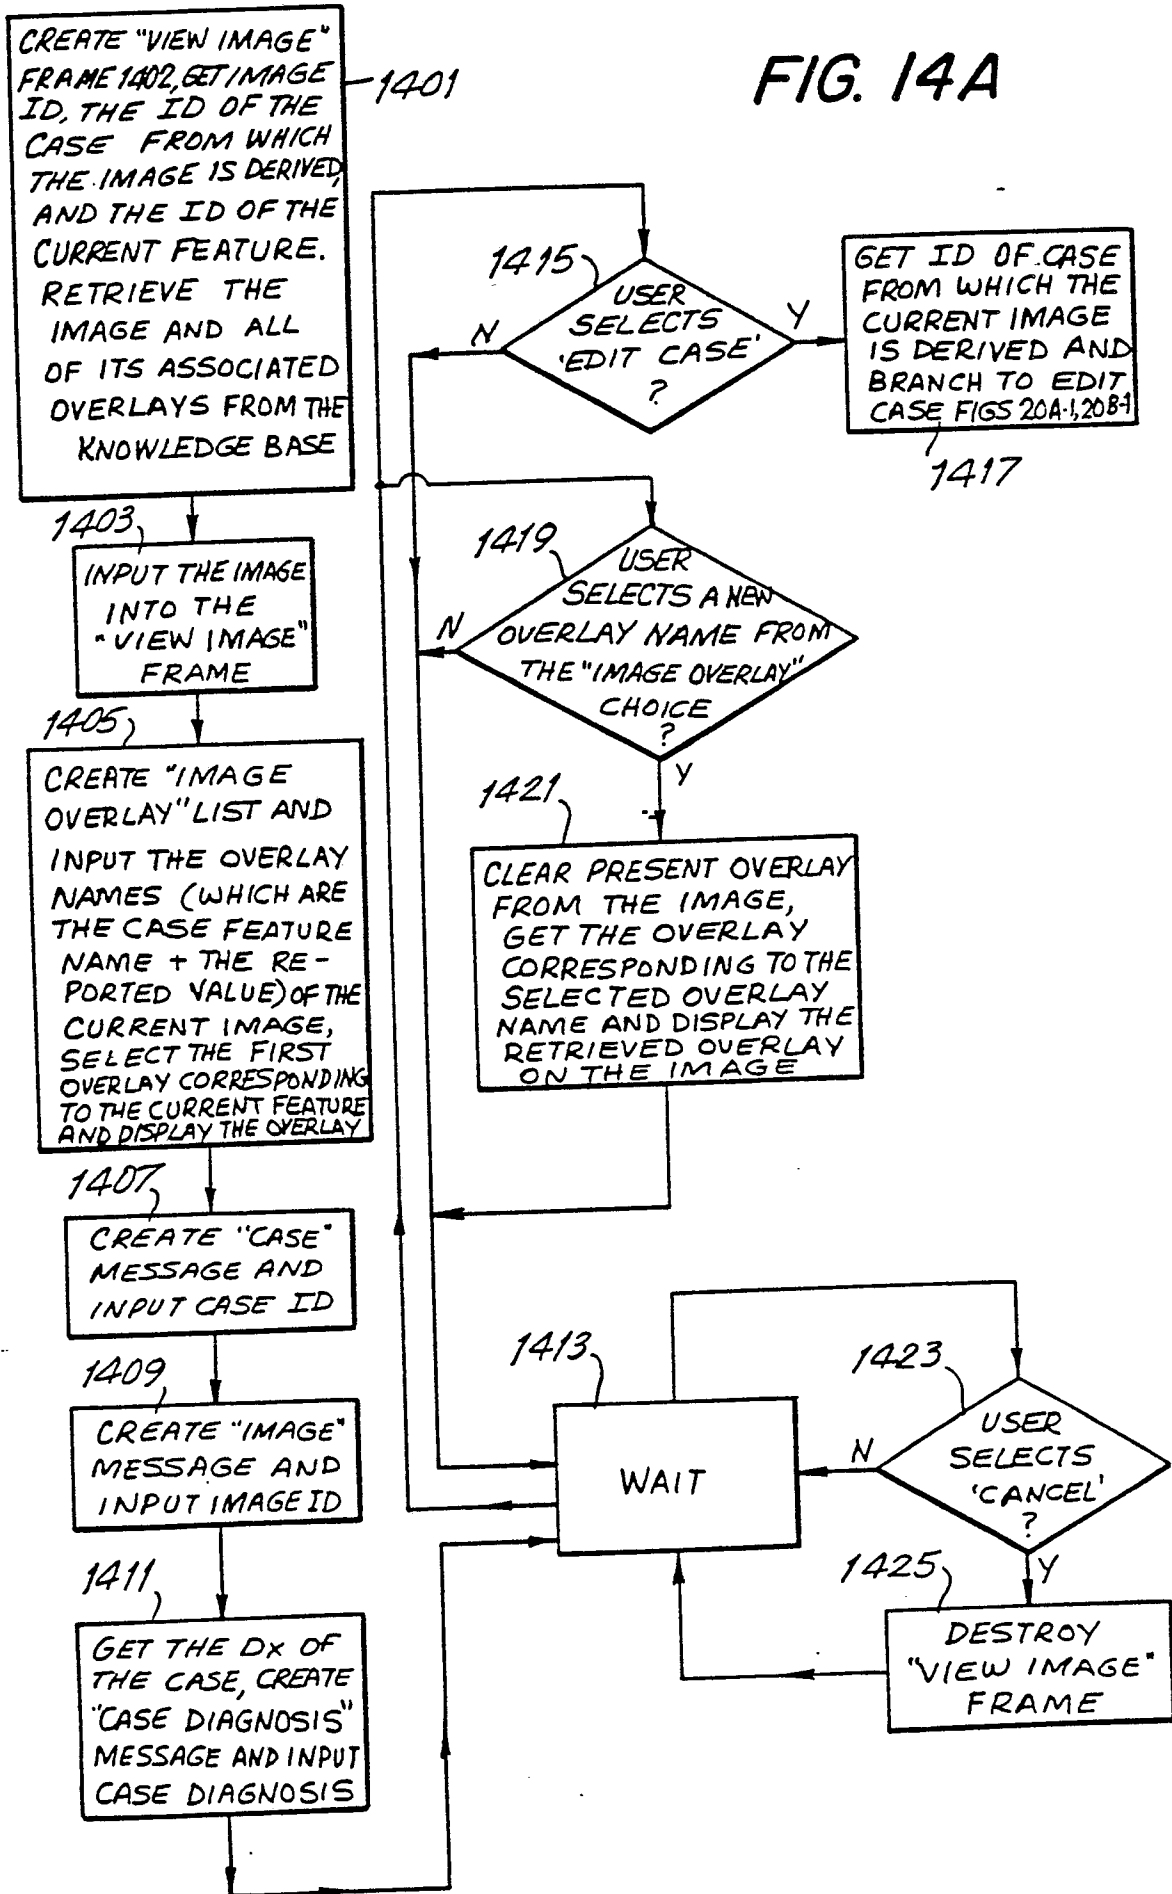 FIG. 14A
CREATE "VIEW IMAGE"
FRAME 1402, GET IMAGE
ID, THE ID OF THE
CASE FROM WHICH
THE IMAGE IS DERIVED,
AND THE ID OF THE
CURRENT FEATURE.
RETRIEVE THE
IMAGE AND ALL
OF ITS ASSOCIATED
OVERLAYS FROM THE
KNOWLEDGE BASE
1401
1403
INPUT THE IMAGE
INTO THE
"VIEW IMAGE"
FRAME
1405
CREATE "IMAGE
OVERLAY" LIST AND
INPUT THE OVERLAY
NAMES (WHICH ARE
THE CASE FEATURE
NAME + THE RE-
PORTED VALUE) OF THE
CURRENT IMAGE,
SELECT THE FIRST
OVERLAY CORRESPONDING
TO THE CURRENT FEATURE
AND DISPLAY THE OVERLAY
1407
CREATE "CASE"
MESSAGE AND
INPUT CASE ID
1409
CREATE "IMAGE"
MESSAGE AND
INPUT IMAGE ID
1411
GET THE Dx OF
THE CASE, CREATE
"CASE DIAGNOSIS"
MESSAGE AND INPUT
CASE DIAGNOSIS
1415
USER
SELECTS
'EDIT CASE'
?
N
Y
GET ID OF CASE
FROM WHICH THE
CURRENT IMAGE
IS DERIVED AND
BRANCH TO EDIT
CASE FIGS 20A-1, 20B-1
1417
1419
USER
SELECTS A NEW
OVERLAY NAME FROM
THE "IMAGE OVERLAY"
CHOICE
?
N
Y
1421
CLEAR PRESENT OVERLAY
FROM THE IMAGE,
GET THE OVERLAY
CORRESPONDING TO THE
SELECTED OVERLAY
NAME AND DISPLAY THE
RETRIEVED OVERLAY
ON THE IMAGE
1413
WAIT
1423
USER
SELECTS
'CANCEL'
?
N
Y
1425
DESTROY
"VIEW IMAGE"
FRAME